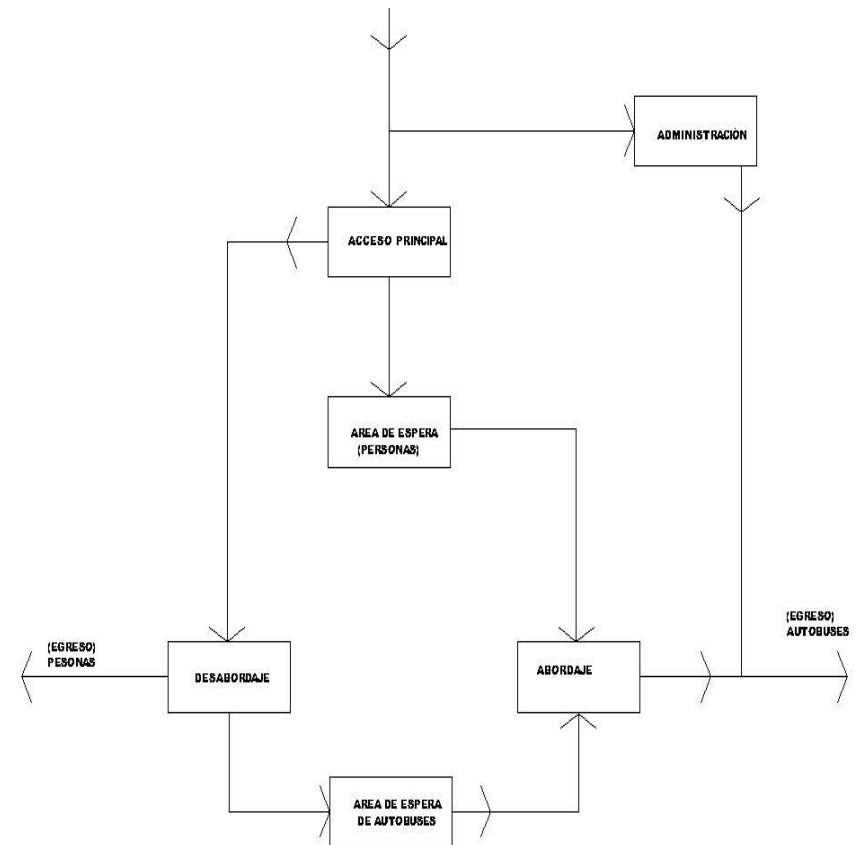 ADMINISTRACIÓN
ACCESO PRINCIPAL
AREA DE ESPERA
(PERSONAS)
(EGRESO)
PESONAS
(EGRESO)
AUTOBUSES
DESABORDAJE
ABORDAJE
AREA DE ESPERA
DE AUTOBUSES